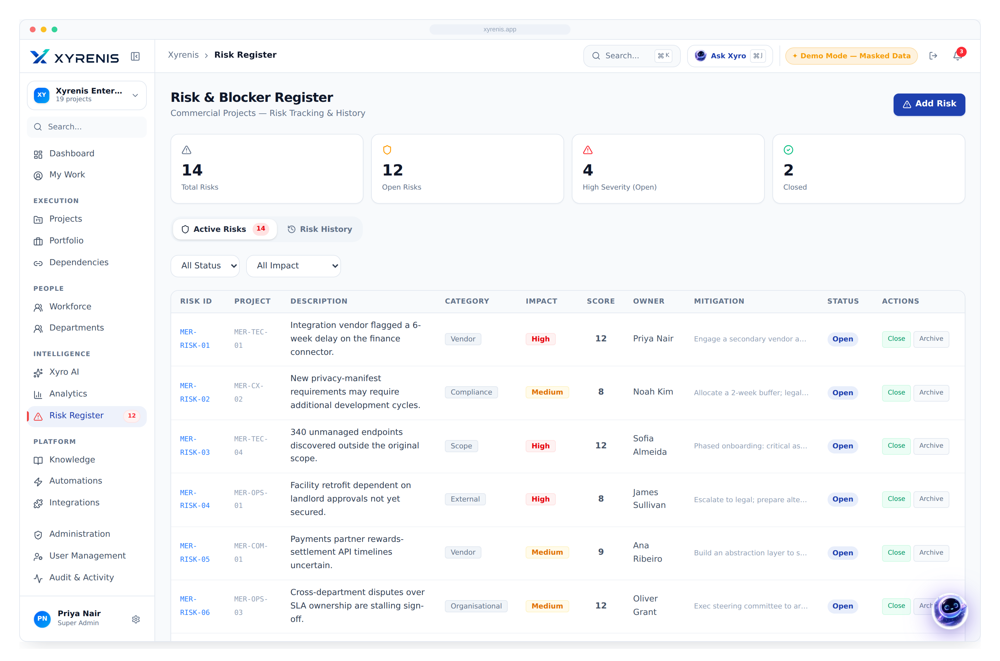 xyrenis.app
XYRENIS
Xyrenis › Risk Register
Search... ⌘K
Ask Xyro ⌘J
✦ Demo Mode — Masked Data
3
XY
Xyrenis Enter...
19 projects
Search...
Dashboard
My Work
EXECUTION
Projects
Portfolio
Dependencies
PEOPLE
Workforce
Departments
INTELLIGENCE
Xyro AI
Analytics
Risk Register 12
PLATFORM
Knowledge
Automations
Integrations
Administration
User Management
Audit & Activity
PN
Priya Nair
Super Admin
Risk & Blocker Register
Commercial Projects — Risk Tracking & History
Add Risk
14
Total Risks
12
Open Risks
4
High Severity (Open)
2
Closed
Active Risks 14
Risk History
All Status
All Impact
RISK ID PROJECT DESCRIPTION CATEGORY IMPACT SCORE OWNER MITIGATION STATUS ACTIONS
MER-
RISK-01
MER-TEC-
01
Integration vendor flagged a 6-
week delay on the finance
connector.
Vendor
High
12
Priya Nair
Engage a secondary vendor a...
Open
Close
Archive
MER-
RISK-02
MER-CX-
02
New privacy-manifest
requirements may require
additional development cycles.
Compliance
Medium
8
Noah Kim
Allocate a 2-week buffer; legal...
Open
Close
Archive
MER-
RISK-03
MER-TEC-
04
340 unmanaged endpoints
discovered outside the original
scope.
Scope
High
12
Sofia
Almeida
Phased onboarding: critical as...
Open
Close
Archive
MER-
RISK-04
MER-OPS-
01
Facility retrofit dependent on
landlord approvals not yet
secured.
External
High
8
James
Sullivan
Escalate to legal; prepare alte...
Open
Close
Archive
MER-
RISK-05
MER-COM-
01
Payments partner rewards-
settlement API timelines
uncertain.
Vendor
Medium
9
Ana
Ribeiro
Build an abstraction layer to s...
Open
Close
Archive
MER-
RISK-06
MER-OPS-
03
Cross-department disputes over
SLA ownership are stalling sign-
off.
Organisational
Medium
12
Oliver
Grant
Exec steering committee to ar...
Open
Close
Arch